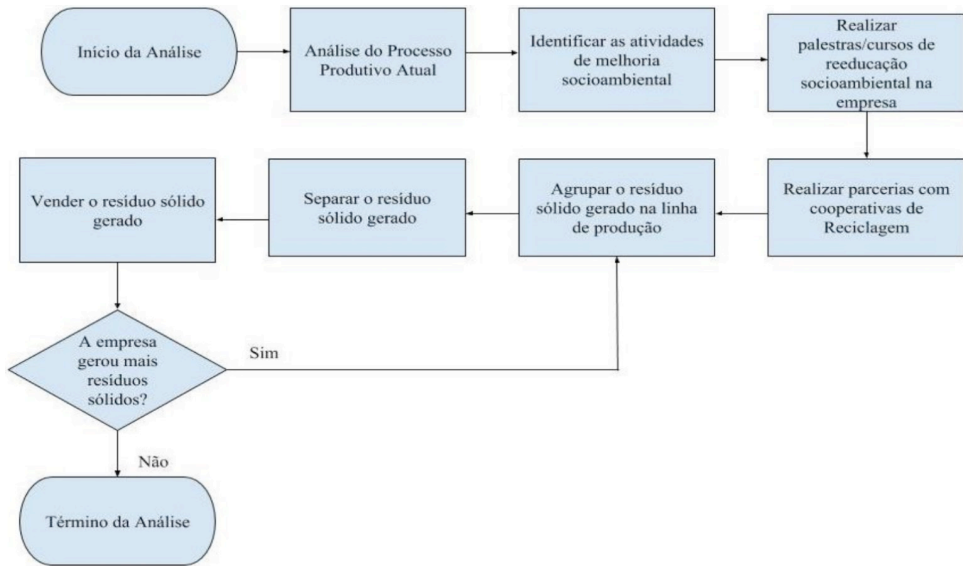 Início da Análise
Análise do Processo
Produtivo Atual
Identificar as atividades
de melhoria
socioambiental
Realizar
palestras/cursos de
reeducação
socioambiental na
empresa
Realizar parcerias com
cooperativas de
Reciclagem
Agrupar o resíduo
sólido gerado na linha
de produção
Separar o resíduo
sólido gerado
Vender o resíduo sólido
gerado
A empresa
gerou mais
resíduos
sólidos?
Sim
Não
Término da Análise